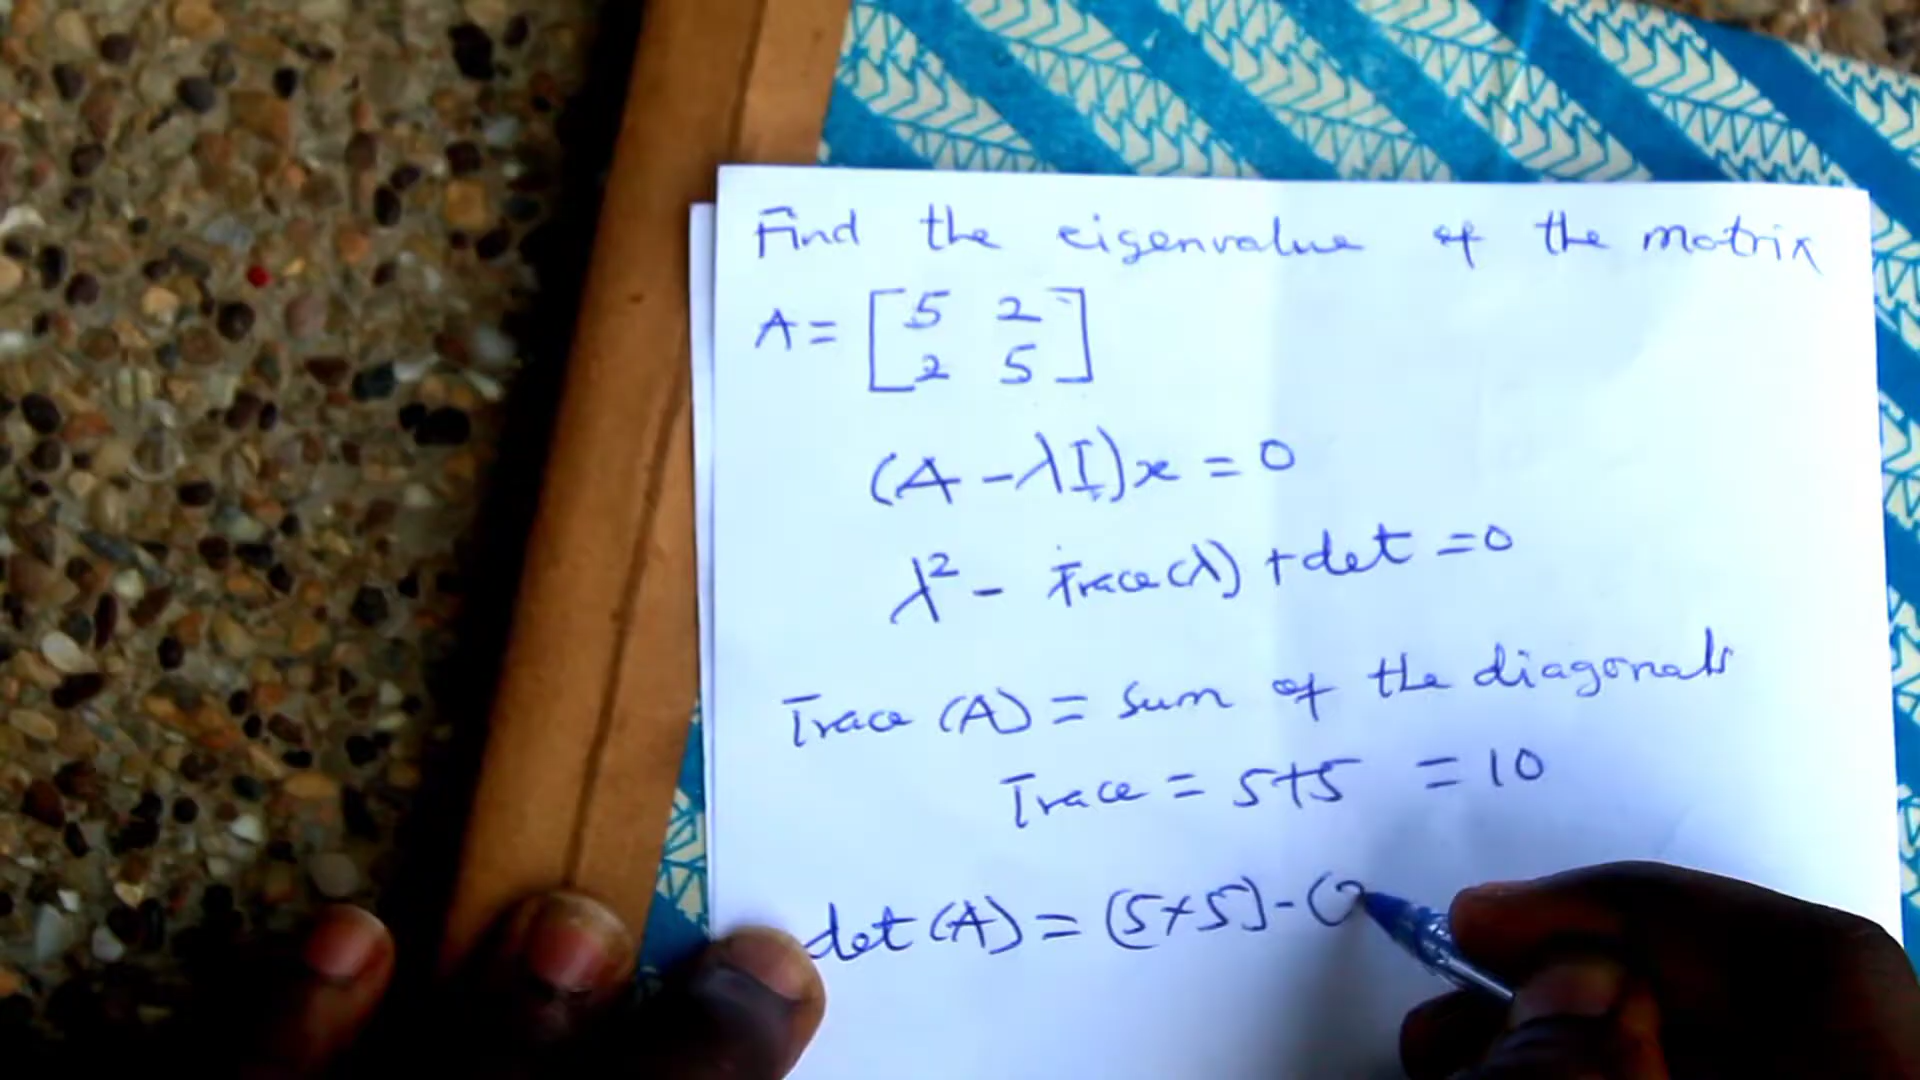 Find the eigenvalue of the matrix
A = [5 2
2 5]
(A - λI)x = 0
λ² - Trace(λ) + det = 0
Trace (A) = sum of the diagonals
Trace = 5+5 = 10
det (A) = (5×5) - (2